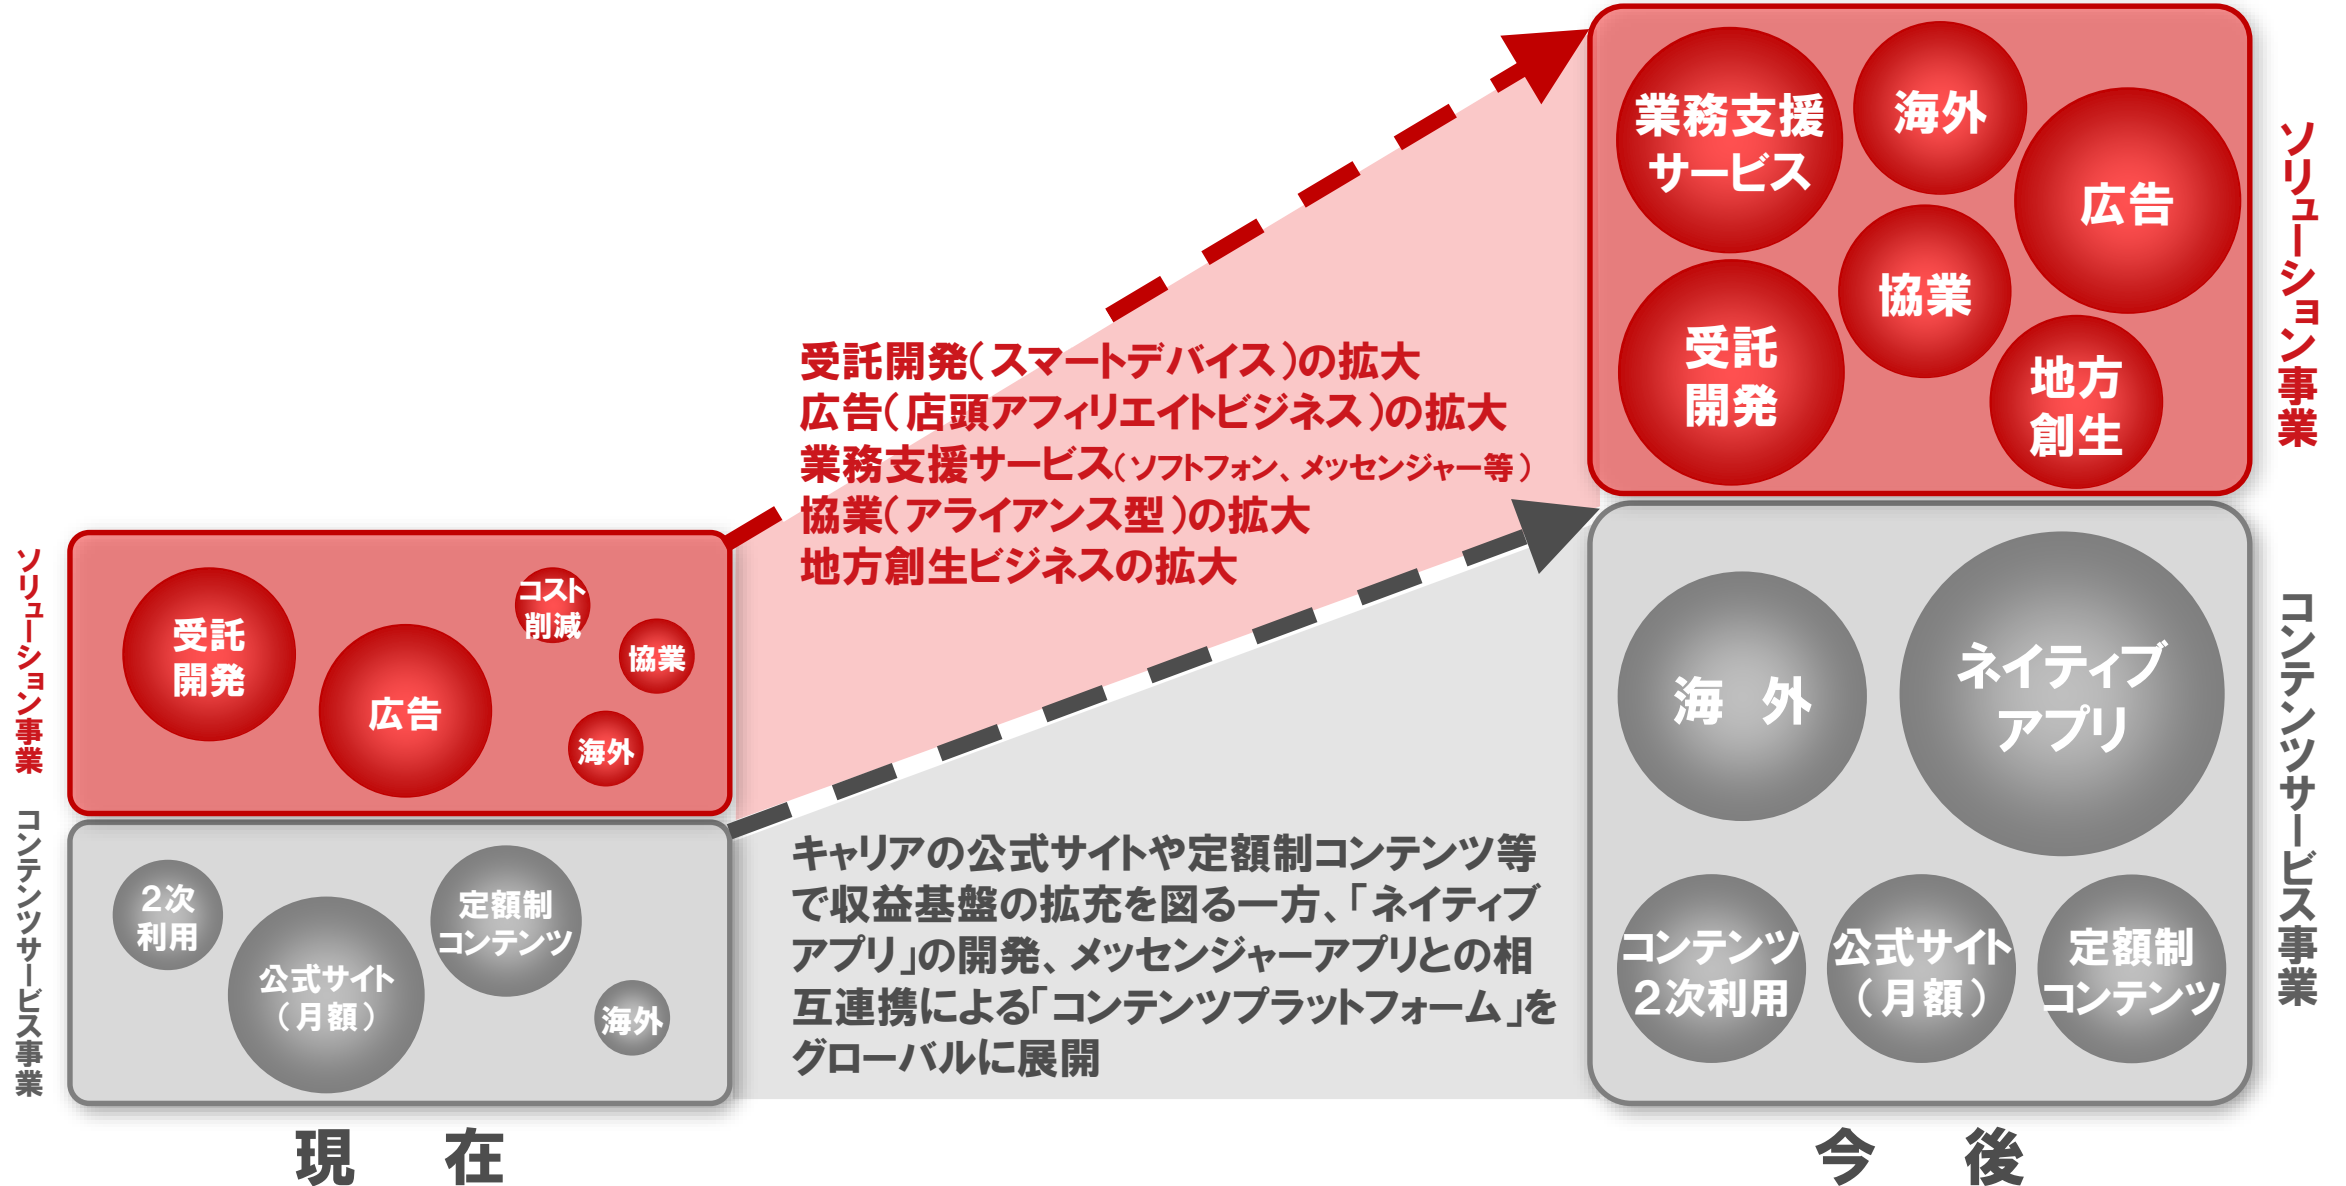 ソリューション事業
受託
開発
広告
コスト
削減
協業
海外
コンテンツサービス事業
2次
利用
公式サイト
（月額）
定額制
コンテンツ
海外
現　在
受託開発（スマートデバイス）の拡大
広告（店頭アフィリエイトビジネス）の拡大
業務支援サービス（ソフトフォン、メッセンジャー等）
協業（アライアンス型）の拡大
地方創生ビジネスの拡大
キャリアの公式サイトや定額制コンテンツ等
で収益基盤の拡充を図る一方、「ネイティブ
アプリ」の開発、メッセンジャーアプリとの相
互連携による「コンテンツプラットフォーム」を
グローバルに展開
業務支援
サービス
海外
広告
協業
受託
開発
地方
創生
ソリューション事業
海　外
ネイティブ
アプリ
コンテンツ
2次利用
公式サイト
（月額）
定額制
コンテンツ
コンテンツサービス事業
今　後